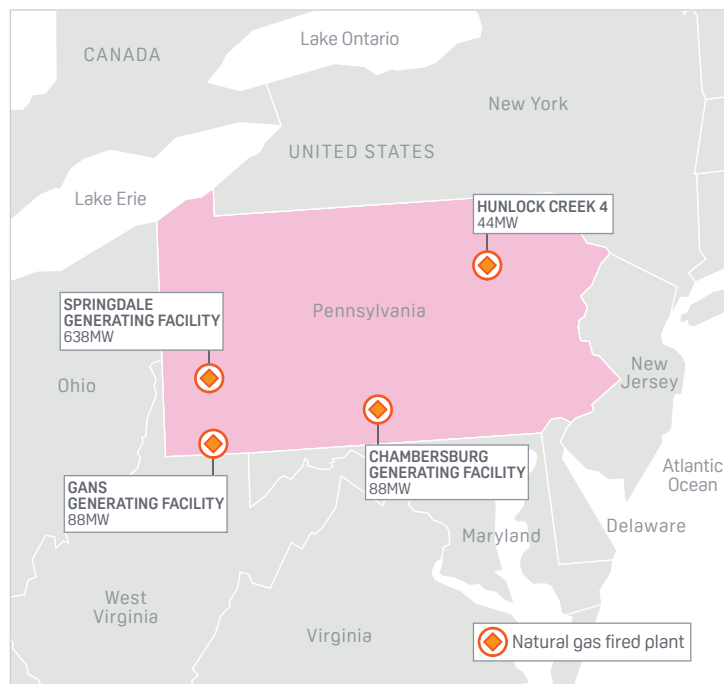 Lake Ontario
CANADA
New York
UNITED STATES
Lake Erie
HUNLOCK CREEK 4
44MW
SPRINGDALE
GENERATING FACILITY
638MW
Pennsylvania
Ohio
New
Jersey
CHAMBERSBURG
GENERATING FACILITY
88MW
GANS
GENERATING FACILITY
88MW
Atlantic
Ocean
Maryland
Delaware
West
Virginia
Virginia
Natural gas fired plant